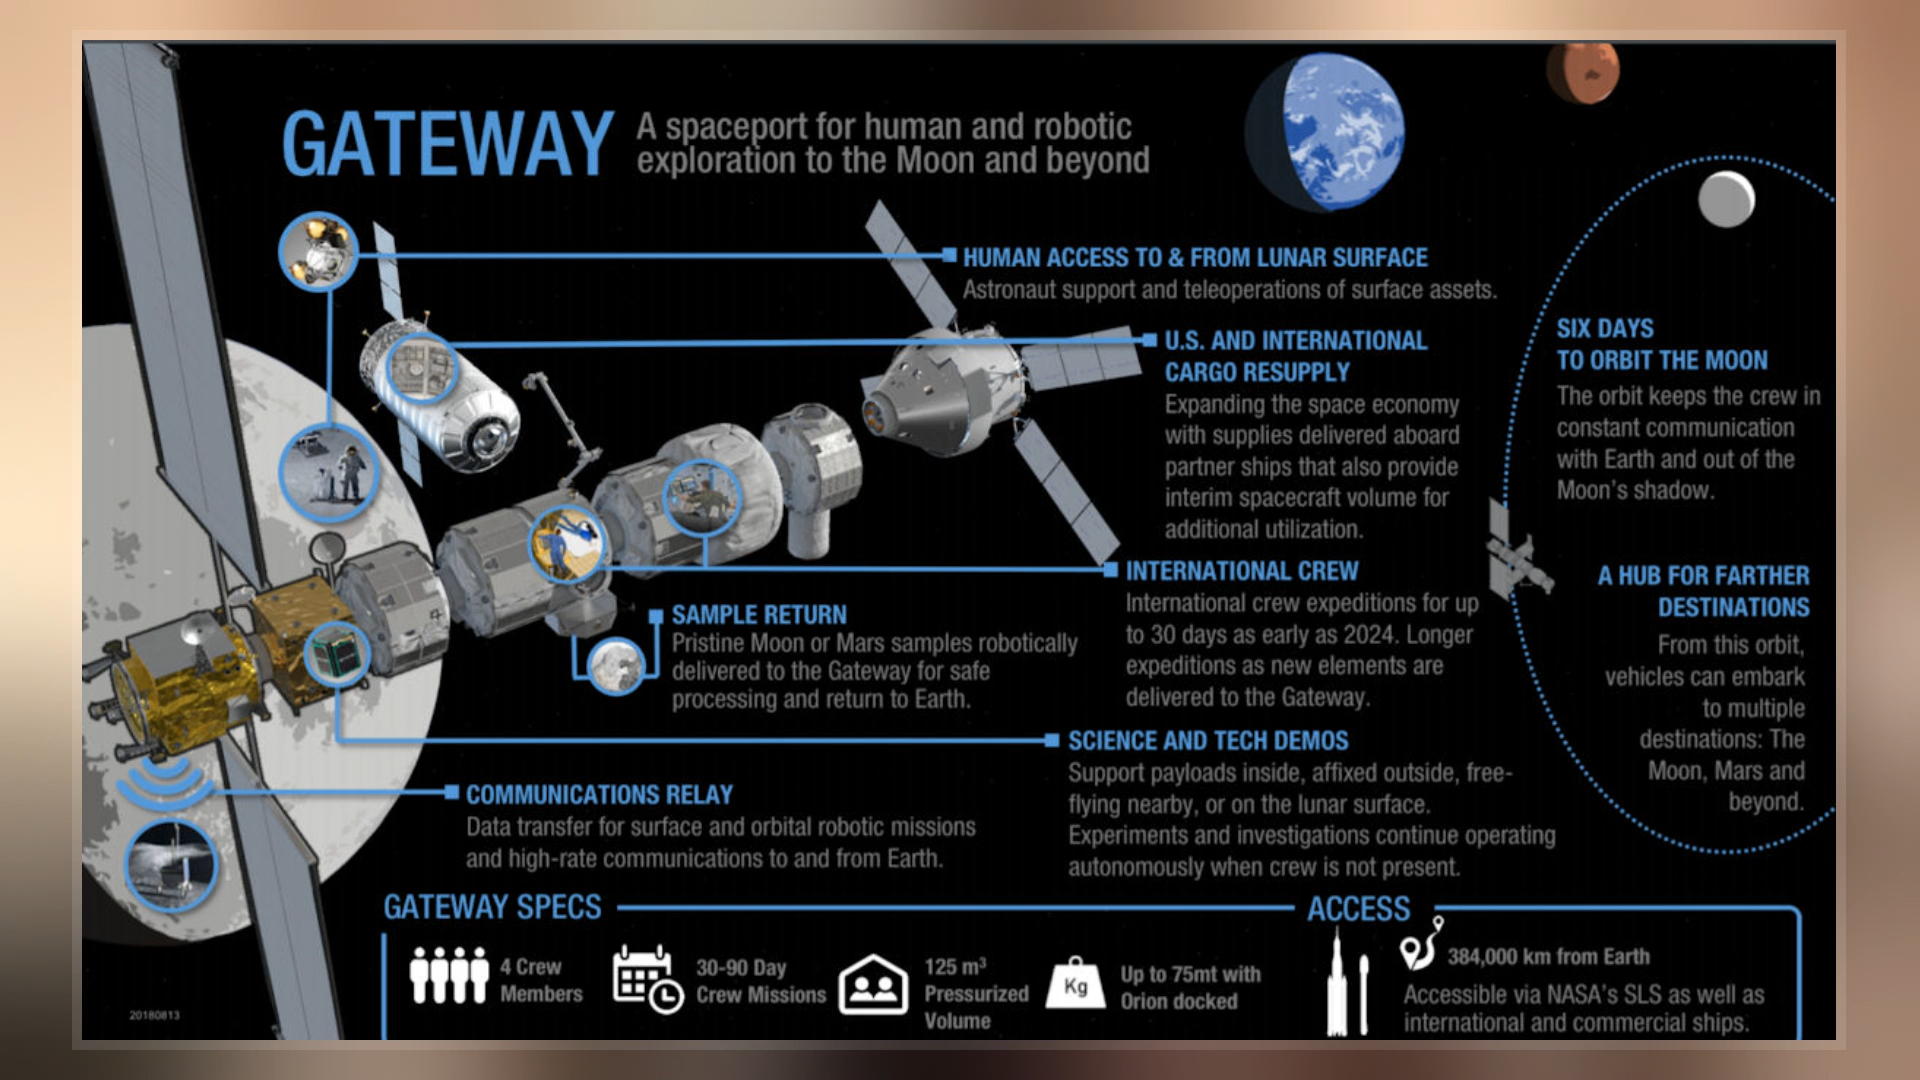 GATEWAY
A spaceport for human and robotic
exploration to the Moon and beyond
HUMAN ACCESS TO & FROM LUNAR SURFACE
Astronaut support and teleoperations of surface assets.
U.S. AND INTERNATIONAL
CARGO RESUPPLY
Expanding the space economy
with supplies delivered aboard
partner ships that also provide
interim spacecraft volume for
additional utilization.
SIX DAYS
TO ORBIT THE MOON
The orbit keeps the crew in
constant communication
with Earth and out of the
Moon's shadow.
INTERNATIONAL CREW
International crew expeditions for up
to 30 days as early as 2024. Longer
expeditions as new elements are
delivered to the Gateway.
A HUB FOR FARTHER
DESTINATIONS
From this orbit,
vehicles can embark
to multiple
destinations: The
Moon, Mars and
beyond.
SAMPLE RETURN
Pristine Moon or Mars samples robotically
delivered to the Gateway for safe
processing and return to Earth.
SCIENCE AND TECH DEMOS
Support payloads inside, affixed outside, free-
flying nearby, or on the lunar surface.
Experiments and investigations continue operating
autonomously when crew is not present.
COMMUNICATIONS RELAY
Data transfer for surface and orbital robotic missions
and high-rate communications to and from Earth.
GATEWAY SPECS
4 Crew
Members
30-90 Day
Crew Missions
125 m³
Pressurized
Volume
Kg
Up to 75mt with
Orion docked
ACCESS
384,000 km from Earth
Accessible via NASA's SLS as well as
international and commercial ships.
20180813